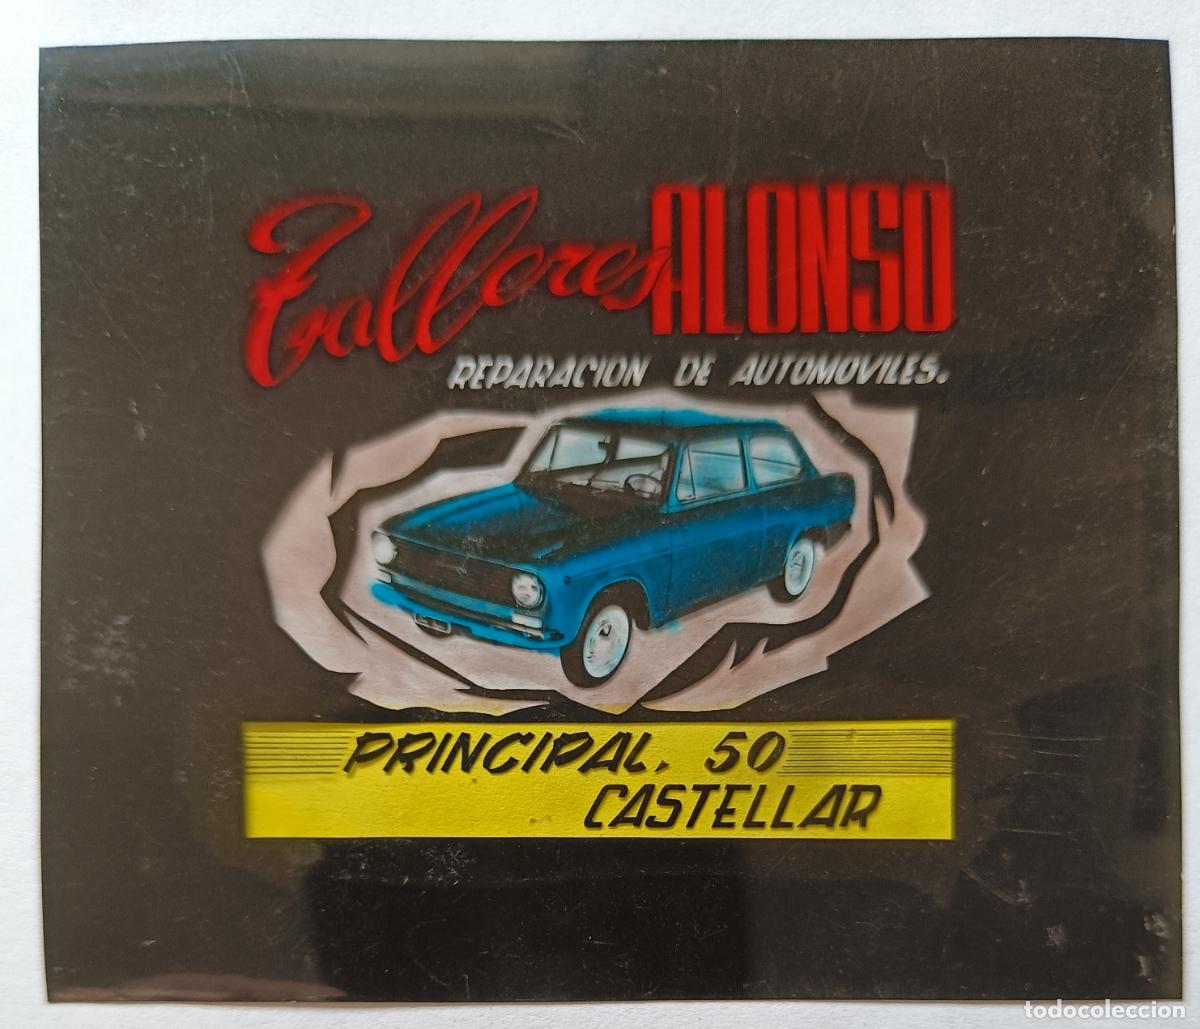 Talleres ALONSO
REPARACION DE AUTOMOVILES.
PRINCIPAL, 50
CASTELLAR
todocoleccion